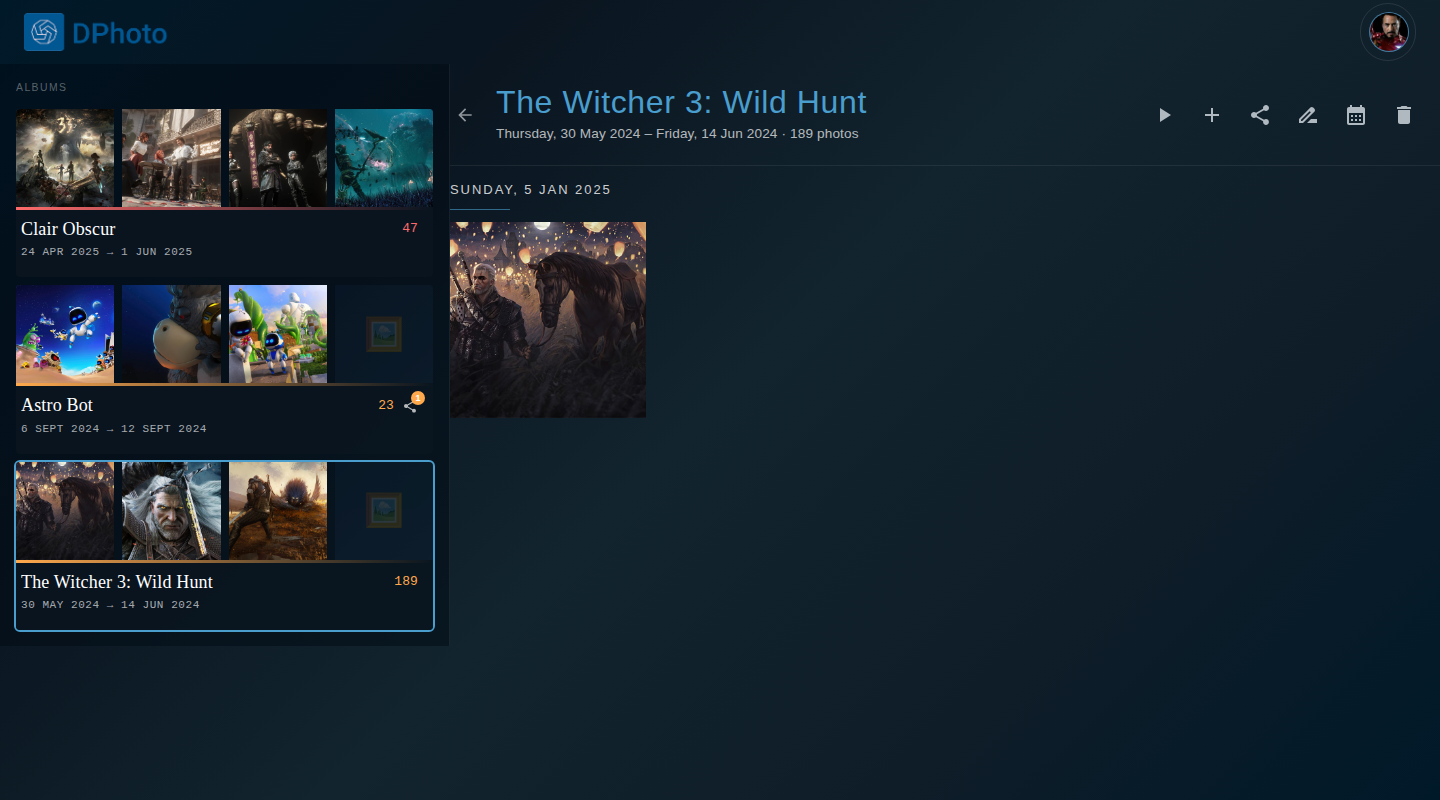 DPhoto
ALBUMS
33
Clair Obscur 47
24 APR 2025 → 1 JUN 2025
Astro Bot 23 1
6 SEPT 2024 → 12 SEPT 2024
The Witcher 3: Wild Hunt 189
30 MAY 2024 → 14 JUN 2024
The Witcher 3: Wild Hunt
Thursday, 30 May 2024 – Friday, 14 Jun 2024 · 189 photos
SUNDAY, 5 JAN 2025